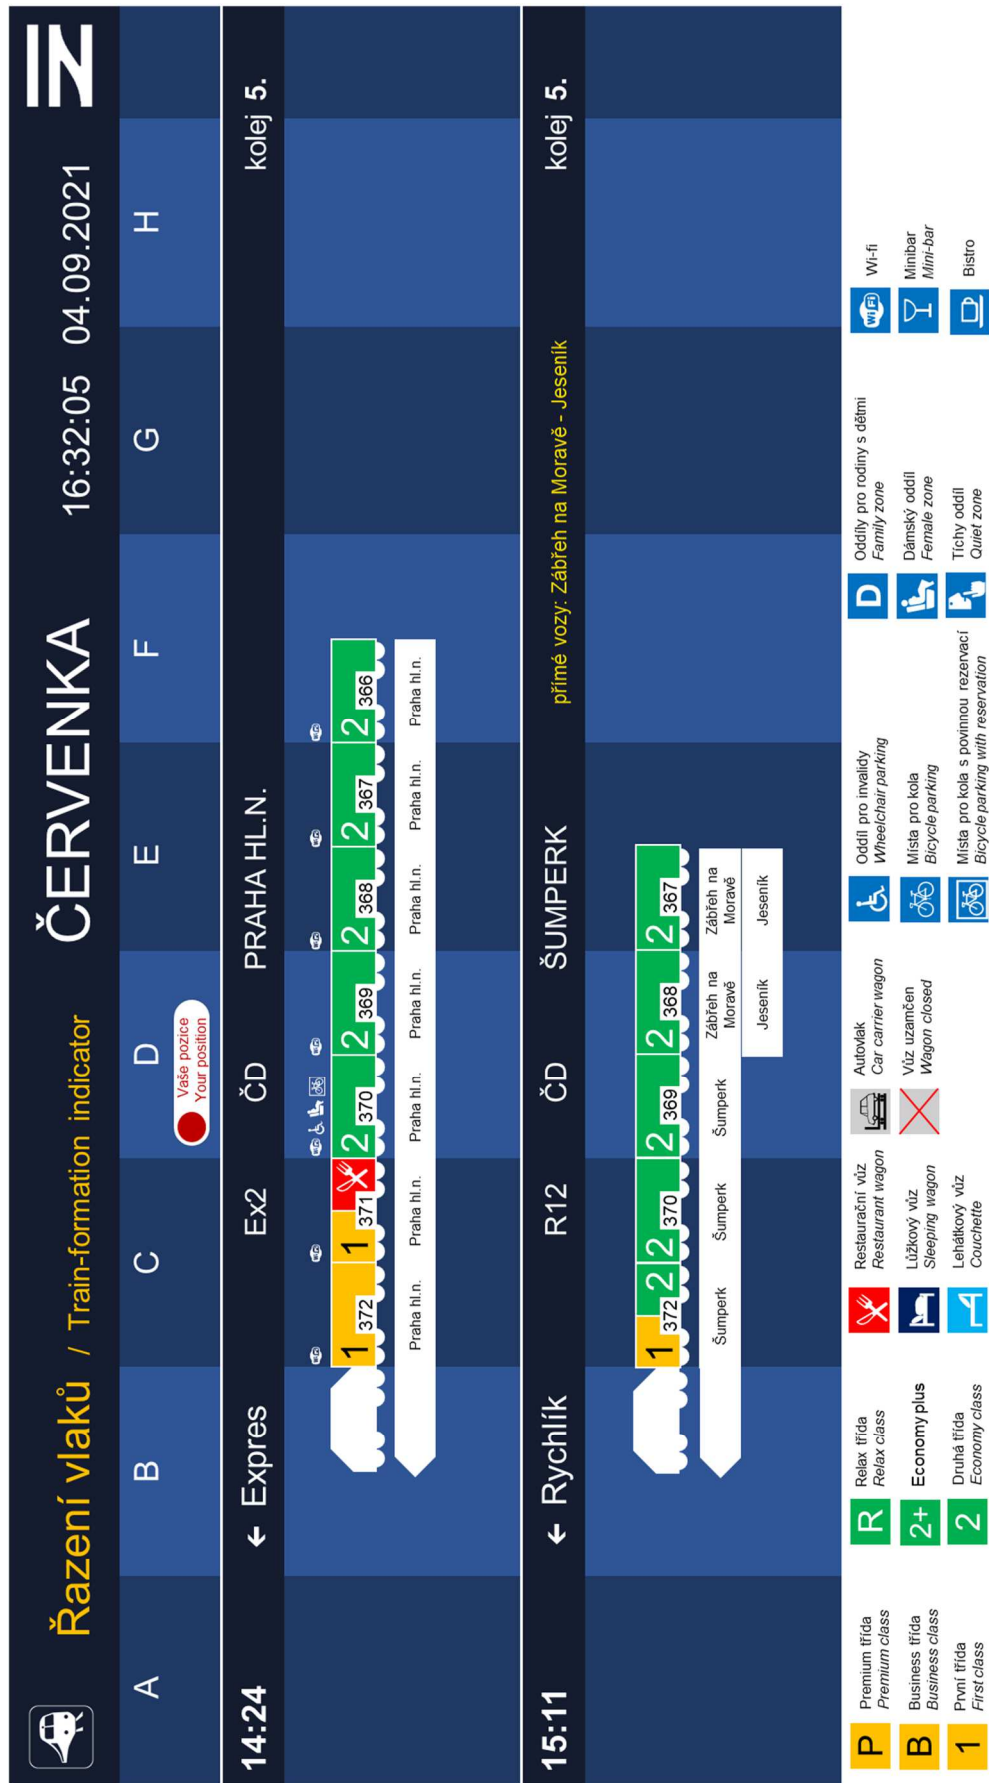 Řazení vlaků / Train-formation indicator ČERVENKA 16:32:05 04.09.2021
A B C D E F G H
Vaše pozice
Your position
14:24 ← Expres Ex2 ČD PRAHA HL.N. kolej 5.
1 372 1 371 2 370 2 369 2 368 2 367 2 366
Praha hl.n. Praha hl.n. Praha hl.n. Praha hl.n. Praha hl.n. Praha hl.n. Praha hl.n.
15:11 ← Rychlík R12 ČD ŠUMPERK přímé vozy: Zábřeh na Moravě - Jeseník kolej 5.
1 372 2 2 370 2 369 2 368 2 367
Šumperk Šumperk Šumperk Zábřeh na Moravě Zábřeh na Moravě
Jeseník Jeseník
P Premium třída
Premium class
B Business třída
Business class
1 První třída
First class
R Relax třída
Relax class
2+ Economy plus
2 Druhá třída
Economy class
Restaurační vůz
Restaurant wagon
Lůžkový vůz
Sleeping wagon
Lehátkový vůz
Couchette
Autovlak
Car carrier wagon
Vůz uzamčen
Wagon closed
Oddíl pro invalidy
Wheelchair parking
Místa pro kola
Bicycle parking
Místa pro kola s povinnou rezervací
Bicycle parking with reservation
D Oddíly pro rodiny s dětmi
Family zone
Dámský oddíl
Female zone
Tichy oddíl
Quiet zone
WiFi Wi-fi
Minibar
Mini-bar
Bistro